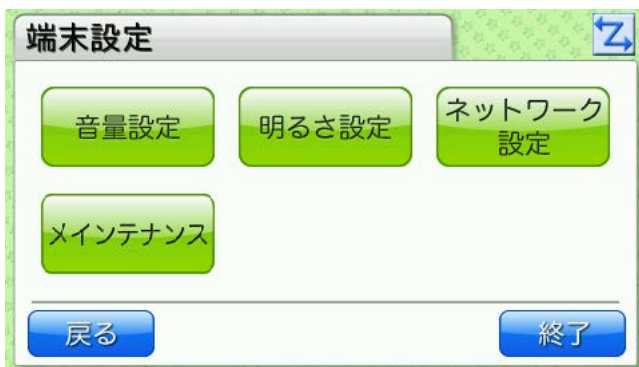 端末設定
音量設定
明るさ設定
ネットワーク
設定
メインテナンス
戻る
終了